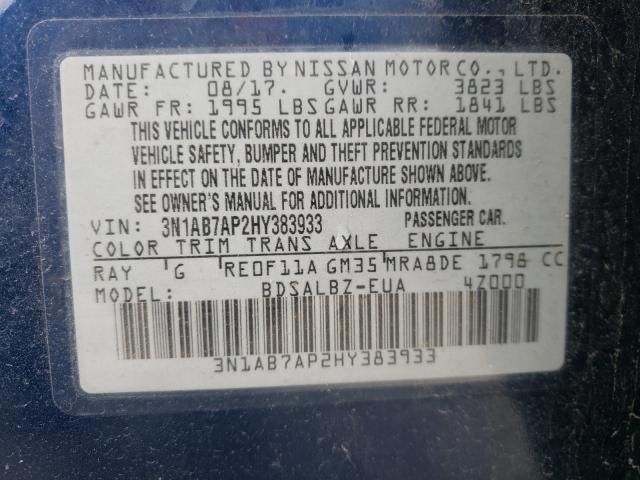 MANUFACTURED BY NISSAN MOTOR CO., LTD.
DATE: 08/17. GVWR: 3823 LBS
GAWR FR: 1995 LBS GAWR RR: 1841 LBS
THIS VEHICLE CONFORMS TO ALL APPLICABLE FEDERAL MOTOR
VEHICLE SAFETY, BUMPER AND THEFT PREVENTION STANDARDS
IN EFFECT ON THE DATE OF MANUFACTURE SHOWN ABOVE.
SEE OWNER'S MANUAL FOR ADDITIONAL INFORMATION.
VIN: 3N1AB7AP2HY383933 PASSENGER CAR.
COLOR TRIM TRANS AXLE ENGINE
RAY G RE0F11A GM35 MRA8DE 1798 CC
MODEL: BDSALBZ-EUA 4Z000
3N1AB7AP2HY383933